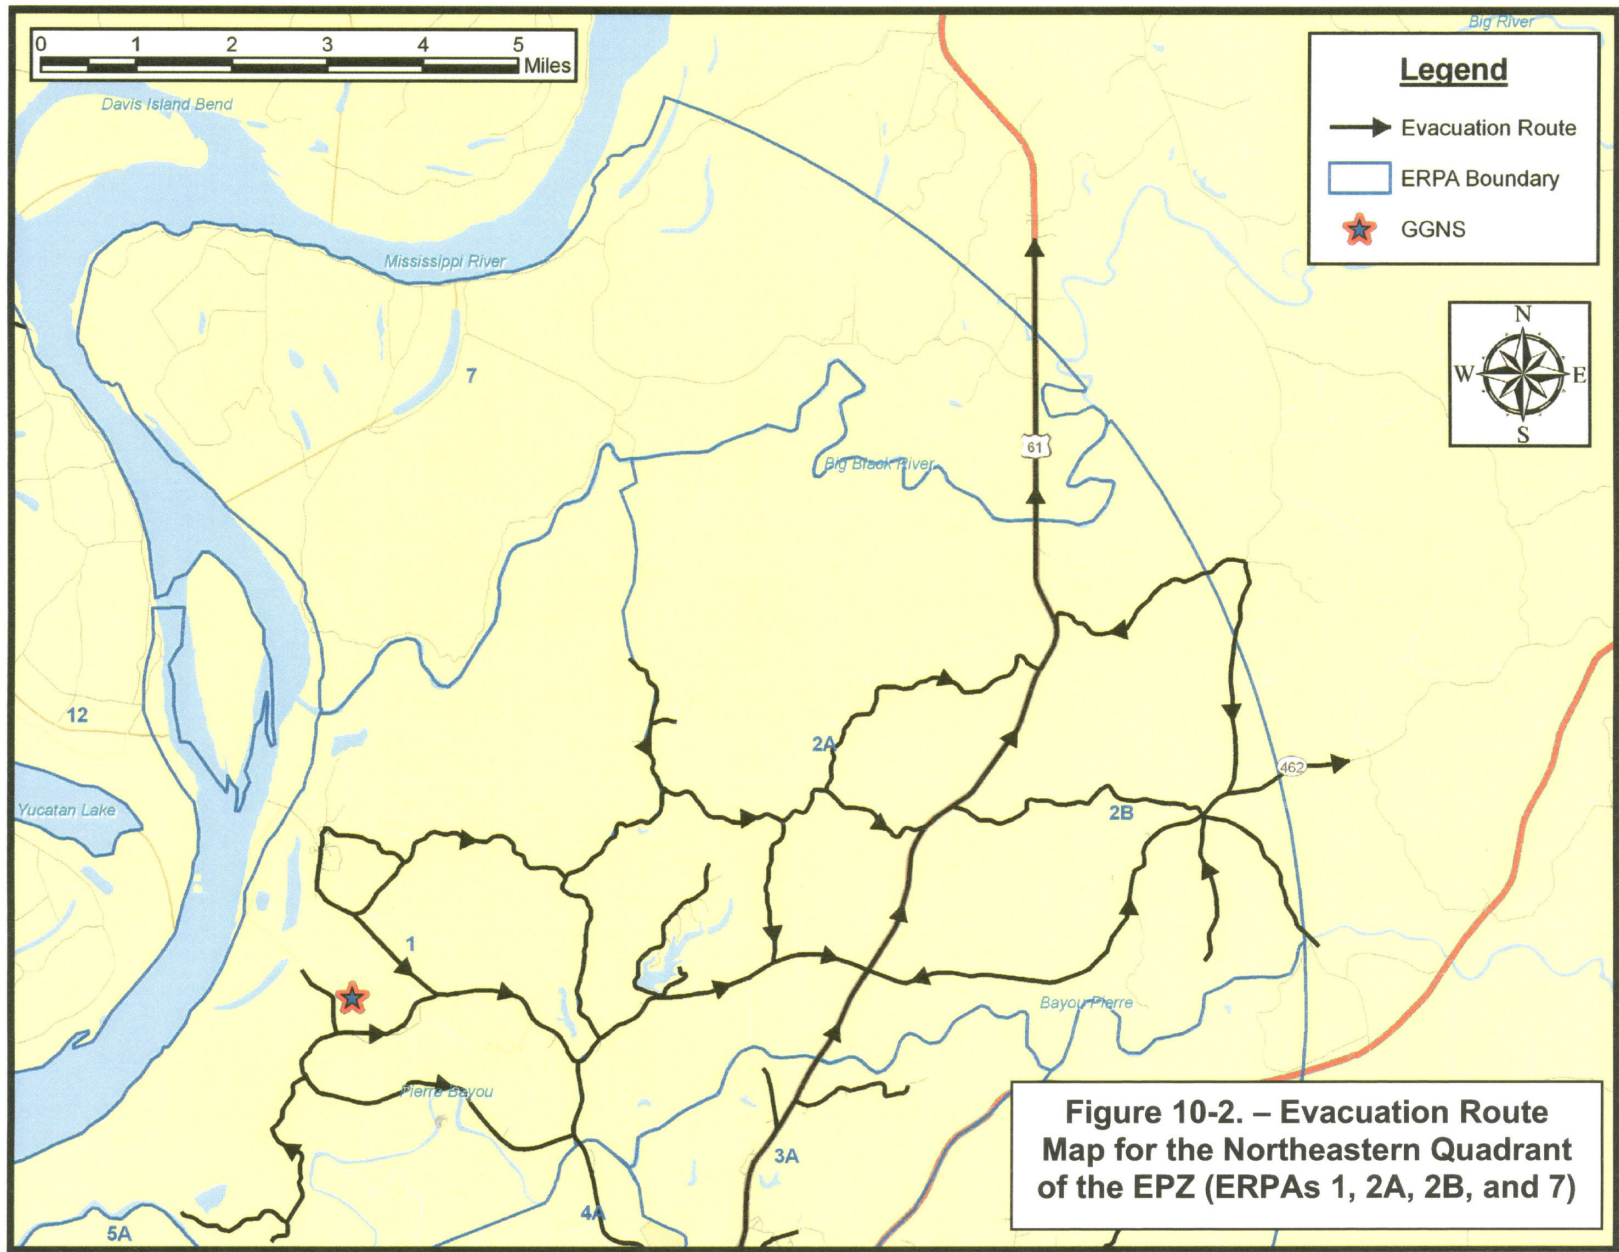 0 1 2 3 4 5
Miles
Big River
Legend
Evacuation Route
ERPA Boundary
GGNS
Davis Island Bend
Mississippi River
N
W E
S
7
61
Big Black River
12
2A
462
Yucatan Lake
2B
1
Bayou Pierre
Pierre Bayou
3A
4A
5A
Figure 10-2. – Evacuation Route
Map for the Northeastern Quadrant
of the EPZ (ERPAs 1, 2A, 2B, and 7)